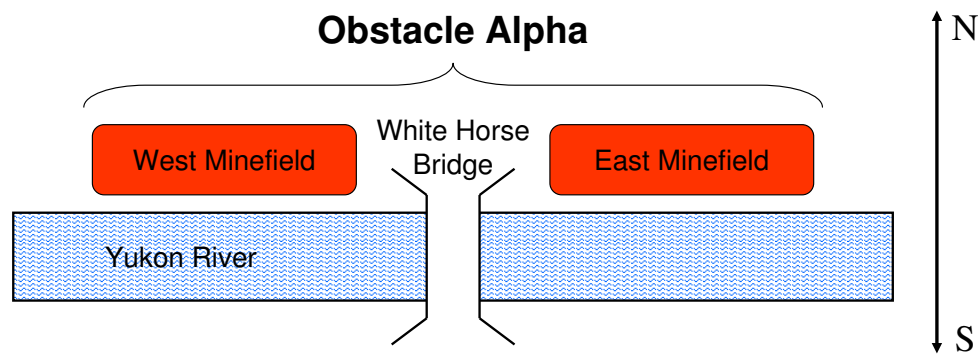 Obstacle Alpha
N
West Minefield
White Horse
Bridge
East Minefield
Yukon River
S